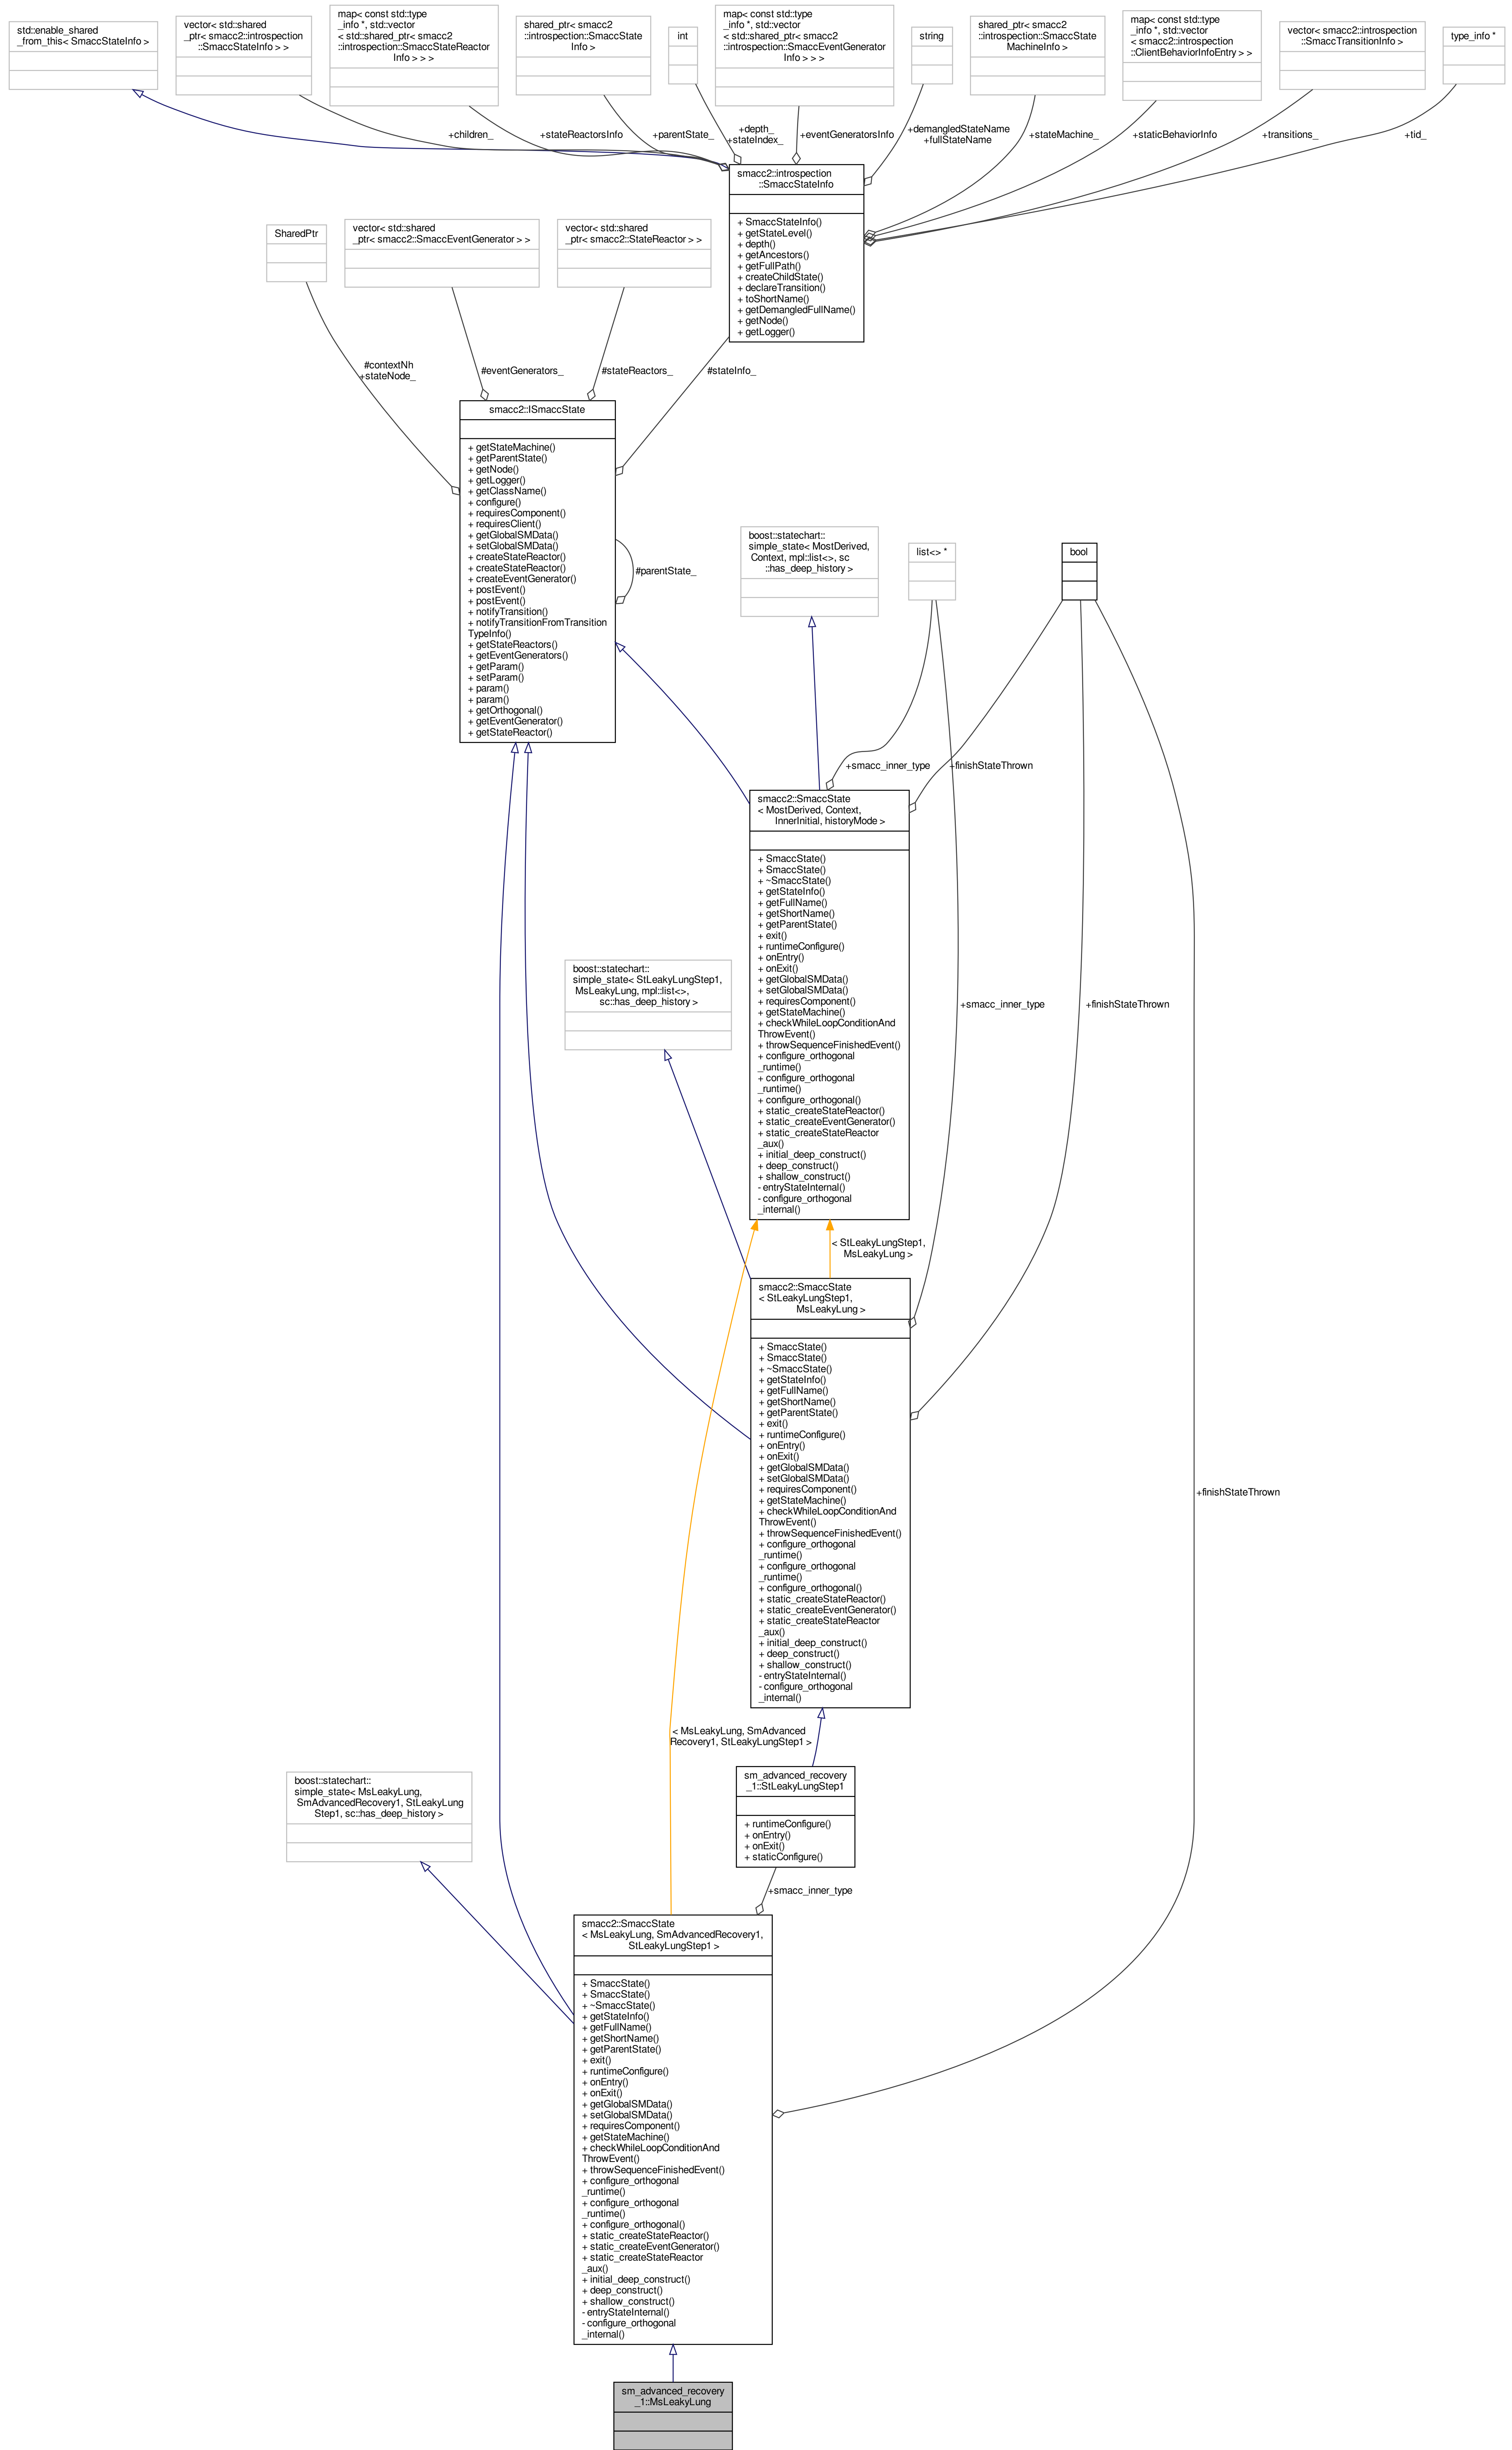 std::enable_shared
_from_this< SmaccStateInfo >
vector< std::shared
_ptr< smacc2::introspection
::SmaccStateInfo > >
map< const std::type
_info *, std::vector
< std::shared_ptr< smacc2
::introspection::SmaccStateReactor
Info > > >
shared_ptr< smacc2
::introspection::SmaccState
Info >
int
map< const std::type
_info *, std::vector
< std::shared_ptr< smacc2
::introspection::SmaccEventGenerator
Info > > >
string
shared_ptr< smacc2
::introspection::SmaccState
MachineInfo >
map< const std::type
_info *, std::vector
< smacc2::introspection
::ClientBehaviorInfoEntry > >
vector< smacc2::introspection
::SmaccTransitionInfo >
type_info *
+children_
+stateReactorsInfo
+parentState_
+depth_
+stateIndex_
+eventGeneratorsInfo
+demangledStateName
+fullStateName
+stateMachine_
+staticBehaviorInfo
+transitions_
+tid_
smacc2::introspection
::SmaccStateInfo
+ SmaccStateInfo()
+ getStateLevel()
+ depth()
+ getAncestors()
+ getFullPath()
+ createChildState()
+ declareTransition()
+ toShortName()
+ getDemangledFullName()
+ getNode()
+ getLogger()
SharedPtr
vector< std::shared
_ptr< smacc2::SmaccEventGenerator > >
vector< std::shared
_ptr< smacc2::StateReactor > >
#contextNh
+stateNode_
#eventGenerators_
#stateReactors_
#stateInfo_
smacc2::ISmaccState
+ getStateMachine()
+ getParentState()
+ getNode()
+ getLogger()
+ getClassName()
+ configure()
+ requiresComponent()
+ requiresClient()
+ getGlobalSMData()
+ setGlobalSMData()
+ createStateReactor()
+ createStateReactor()
+ createEventGenerator()
+ postEvent()
+ postEvent()
+ notifyTransition()
+ notifyTransitionFromTransition
TypeInfo()
+ getStateReactors()
+ getEventGenerators()
+ getParam()
+ setParam()
+ param()
+ param()
+ getOrthogonal()
+ getEventGenerator()
+ getStateReactor()
#parentState_
boost::statechart::
simple_state< MostDerived,
Context, mpl::list<>, sc
::has_deep_history >
list<> *
bool
+smacc_inner_type
+finishStateThrown
smacc2::SmaccState
< MostDerived, Context,
InnerInitial, historyMode >
+ SmaccState()
+ SmaccState()
+ ~SmaccState()
+ getStateInfo()
+ getFullName()
+ getShortName()
+ getParentState()
+ exit()
+ runtimeConfigure()
+ onEntry()
+ onExit()
+ getGlobalSMData()
+ setGlobalSMData()
+ requiresComponent()
+ getStateMachine()
+ checkWhileLoopConditionAnd
ThrowEvent()
+ throwSequenceFinishedEvent()
+ configure_orthogonal
_runtime()
+ configure_orthogonal
_runtime()
+ configure_orthogonal()
+ static_createStateReactor()
+ static_createEventGenerator()
+ static_createStateReactor
_aux()
+ initial_deep_construct()
+ deep_construct()
+ shallow_construct()
- entryStateInternal()
- configure_orthogonal
_internal()
boost::statechart::
simple_state< StLeakyLungStep1,
MsLeakyLung, mpl::list<>,
sc::has_deep_history >
+smacc_inner_type
+finishStateThrown
< StLeakyLungStep1,
MsLeakyLung >
smacc2::SmaccState
< StLeakyLungStep1,
MsLeakyLung >
+ SmaccState()
+ SmaccState()
+ ~SmaccState()
+ getStateInfo()
+ getFullName()
+ getShortName()
+ getParentState()
+ exit()
+ runtimeConfigure()
+ onEntry()
+ onExit()
+ getGlobalSMData()
+ setGlobalSMData()
+ requiresComponent()
+ getStateMachine()
+ checkWhileLoopConditionAnd
ThrowEvent()
+ throwSequenceFinishedEvent()
+ configure_orthogonal
_runtime()
+ configure_orthogonal
_runtime()
+ configure_orthogonal()
+ static_createStateReactor()
+ static_createEventGenerator()
+ static_createStateReactor
_aux()
+ initial_deep_construct()
+ deep_construct()
+ shallow_construct()
- entryStateInternal()
- configure_orthogonal
_internal()
+finishStateThrown
< MsLeakyLung, SmAdvanced
Recovery1, StLeakyLungStep1 >
boost::statechart::
simple_state< MsLeakyLung,
SmAdvancedRecovery1, StLeakyLung
Step1, sc::has_deep_history >
sm_advanced_recovery
_1::StLeakyLungStep1
+ runtimeConfigure()
+ onEntry()
+ onExit()
+ staticConfigure()
+smacc_inner_type
smacc2::SmaccState
< MsLeakyLung, SmAdvancedRecovery1,
StLeakyLungStep1 >
+ SmaccState()
+ SmaccState()
+ ~SmaccState()
+ getStateInfo()
+ getFullName()
+ getShortName()
+ getParentState()
+ exit()
+ runtimeConfigure()
+ onEntry()
+ onExit()
+ getGlobalSMData()
+ setGlobalSMData()
+ requiresComponent()
+ getStateMachine()
+ checkWhileLoopConditionAnd
ThrowEvent()
+ throwSequenceFinishedEvent()
+ configure_orthogonal
_runtime()
+ configure_orthogonal
_runtime()
+ configure_orthogonal()
+ static_createStateReactor()
+ static_createEventGenerator()
+ static_createStateReactor
_aux()
+ initial_deep_construct()
+ deep_construct()
+ shallow_construct()
- entryStateInternal()
- configure_orthogonal
_internal()
sm_advanced_recovery
_1::MsLeakyLung